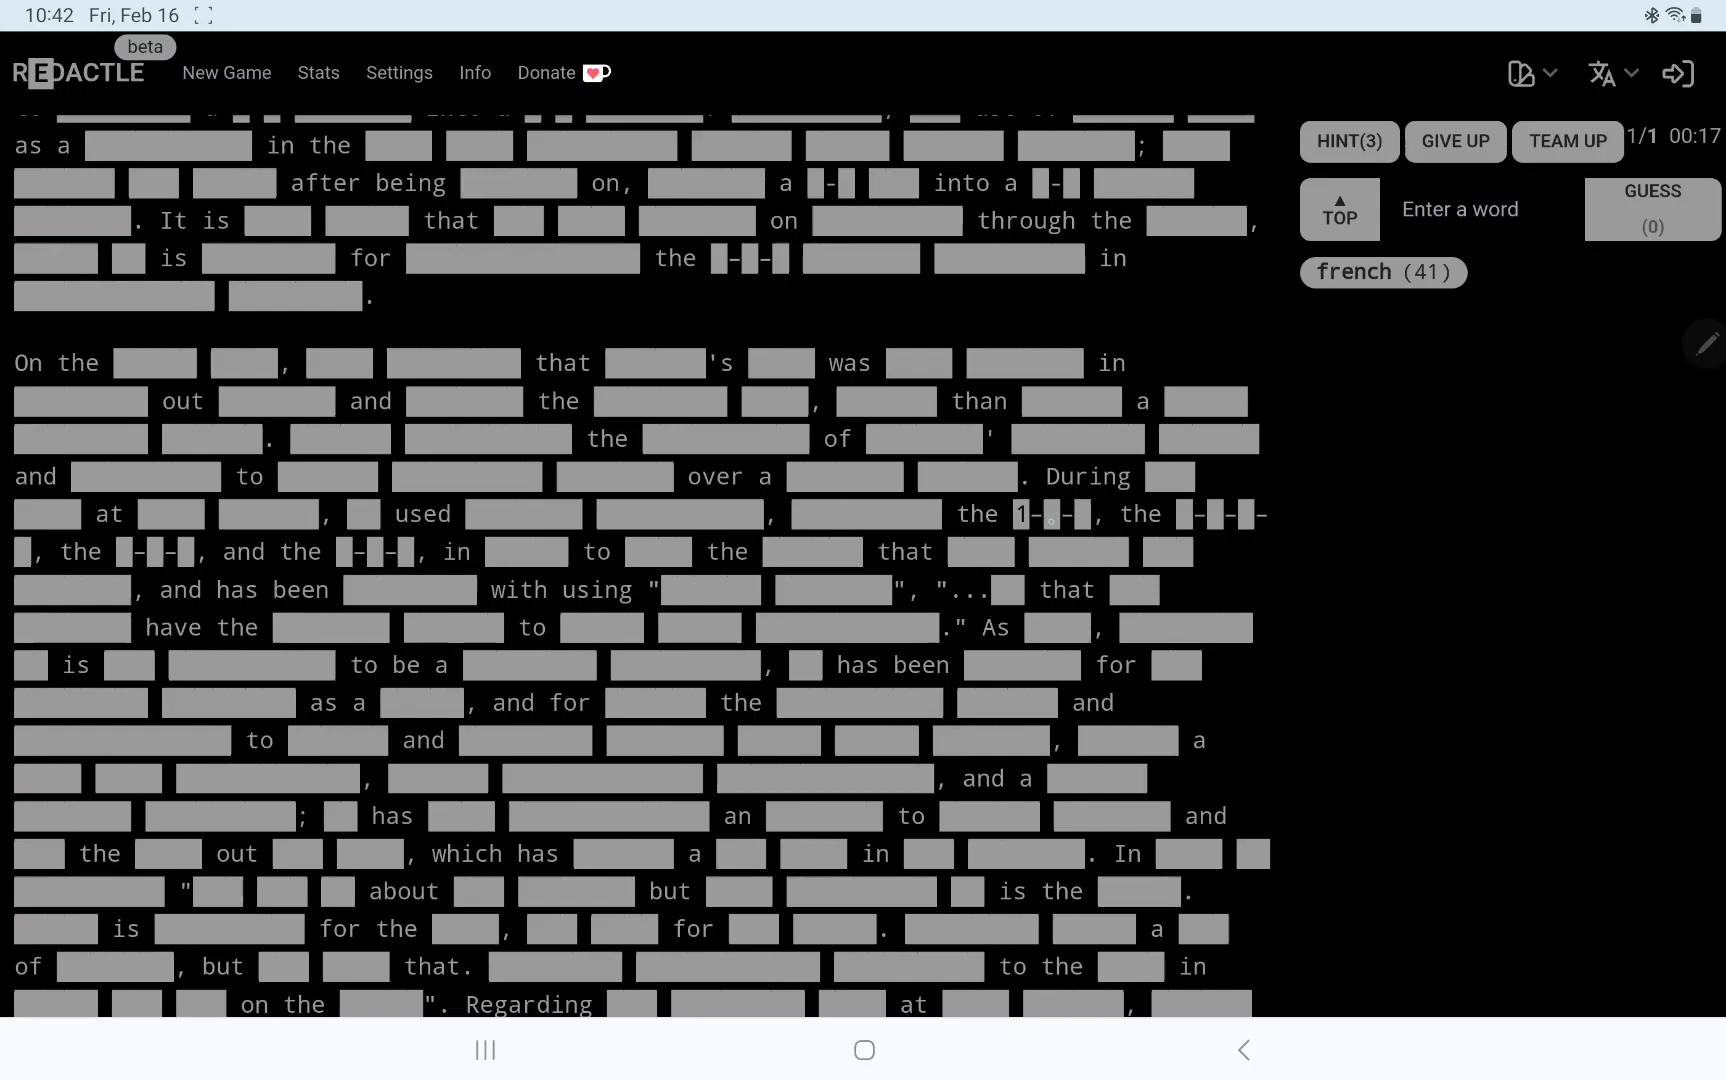 10:42 Fri, Feb 16
beta
REDACTLE New Game Stats Settings Info Donate
as a in the ;
after being on, a - into a -
. It is that on through the ,
is for the - - in
.
On the , that 's was in
out and the , than a
. the of '
and to over a . During
at , used , the 1-.-, the - - -
, the - - , and the - - , in to the that
, and has been with using " ", "... that
have the to ." As ,
is to be a , has been for
as a , and for the and
to and , a
, , and a
; has an to and
the out , which has a in . In
" about but is the .
is for the , for . a
of , but that. to the in
on the ". Regarding at ,
HINT(3) GIVE UP TEAM UP 1/1 00:17
▲ TOP Enter a word GUESS (0)
french (41)